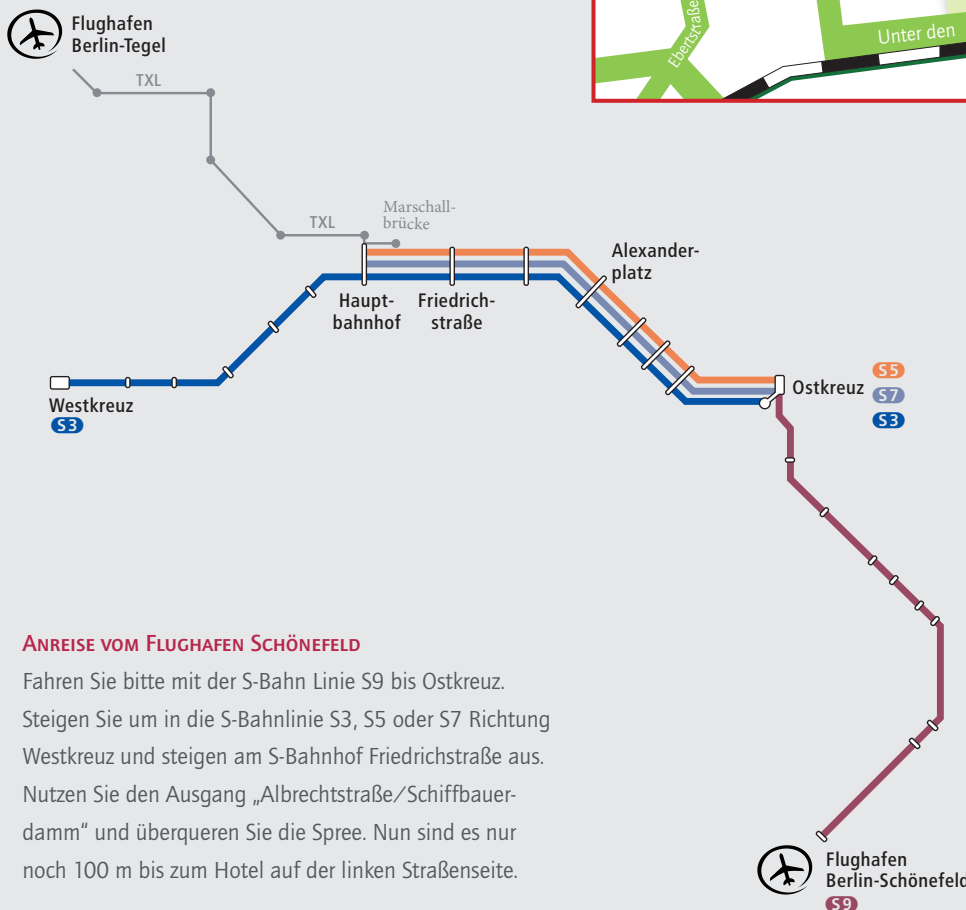 Flughafen
Berlin-Tegel
Ebertstraße
Unter den
TXL
TXL
Marschall-
brücke
Alexander-
platz
Haupt-
bahnhof
Friedrich-
straße
Westkreuz
S3
Ostkreuz
S5
S7
S3
ANREISE VOM FLUGHAFEN SCHÖNEFELD
Fahren Sie bitte mit der S-Bahn Linie S9 bis Ostkreuz.
Steigen Sie um in die S-Bahnlinie S3, S5 oder S7 Richtung
Westkreuz und steigen am S-Bahnhof Friedrichstraße aus.
Nutzen Sie den Ausgang „Albrechtstraße/Schiffbauer-
damm“ und überqueren Sie die Spree. Nun sind es nur
noch 100 m bis zum Hotel auf der linken Straßenseite.
Flughafen
Berlin-Schönefeld
S9